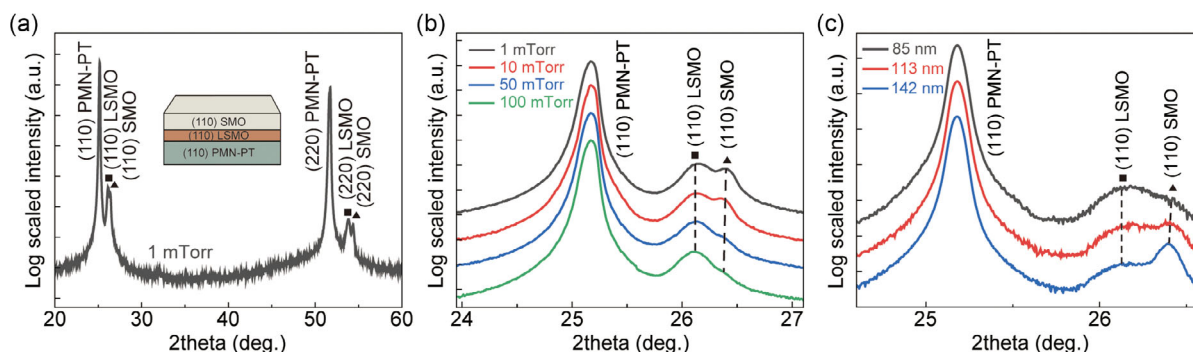 (a)
Log scaled intensity (a.u.)
(110) PMN-PT
■(110) LSMO
▲(110) SMO
(110) SMO
(110) LSMO
(110) PMN-PT
(220) PMN-PT
■(220) LSMO
▲(220) SMO
1 mTorr
20 30 40 50 60
2theta (deg.)
(b)
Log scaled intensity (a.u.)
1 mTorr
10 mTorr
50 mTorr
100 mTorr
(110) PMN-PT
■(110) LSMO
▲(110) SMO
24 25 26 27
2theta (deg.)
(c)
Log scaled intensity (a.u.)
85 nm
113 nm
142 nm
(110) PMN-PT
■(110) LSMO
▲(110) SMO
25 26
2theta (deg.)